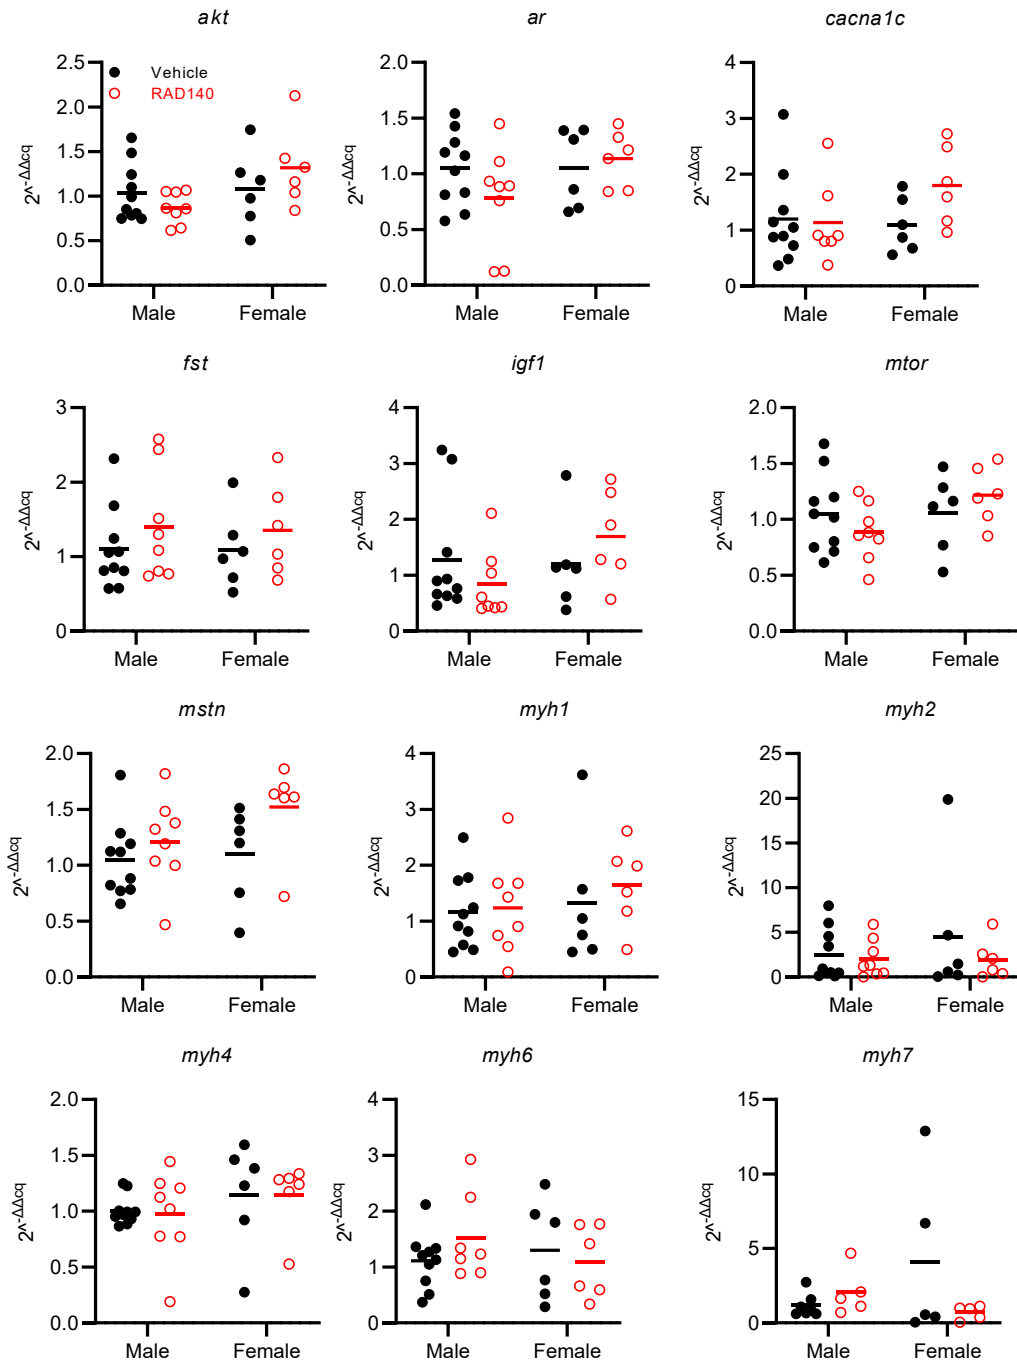 akt
ar
cacna1c
2.5
2.0
1.5
1.0
0.5
0.0
2^-ΔΔcq
Vehicle
RAD140
Male
Female
2.0
1.5
1.0
0.5
0.0
2^-ΔΔcq
Male
Female
4
3
2
1
0
2^-ΔΔcq
Male
Female
fst
igf1
mtor
3
2
1
0
2^-ΔΔcq
Male
Female
4
3
2
1
0
2^-ΔΔcq
Male
Female
2.0
1.5
1.0
0.5
0.0
2^-ΔΔcq
Male
Female
mstn
myh1
myh2
2.0
1.5
1.0
0.5
0.0
2^-ΔΔcq
Male
Female
4
3
2
1
0
2^-ΔΔcq
Male
Female
25
20
15
10
5
0
2^-ΔΔcq
Male
Female
myh4
myh6
myh7
2.0
1.5
1.0
0.5
0.0
2^-ΔΔcq
Male
Female
4
3
2
1
0
2^-ΔΔcq
Male
Female
15
10
5
0
2^-ΔΔcq
Male
Female